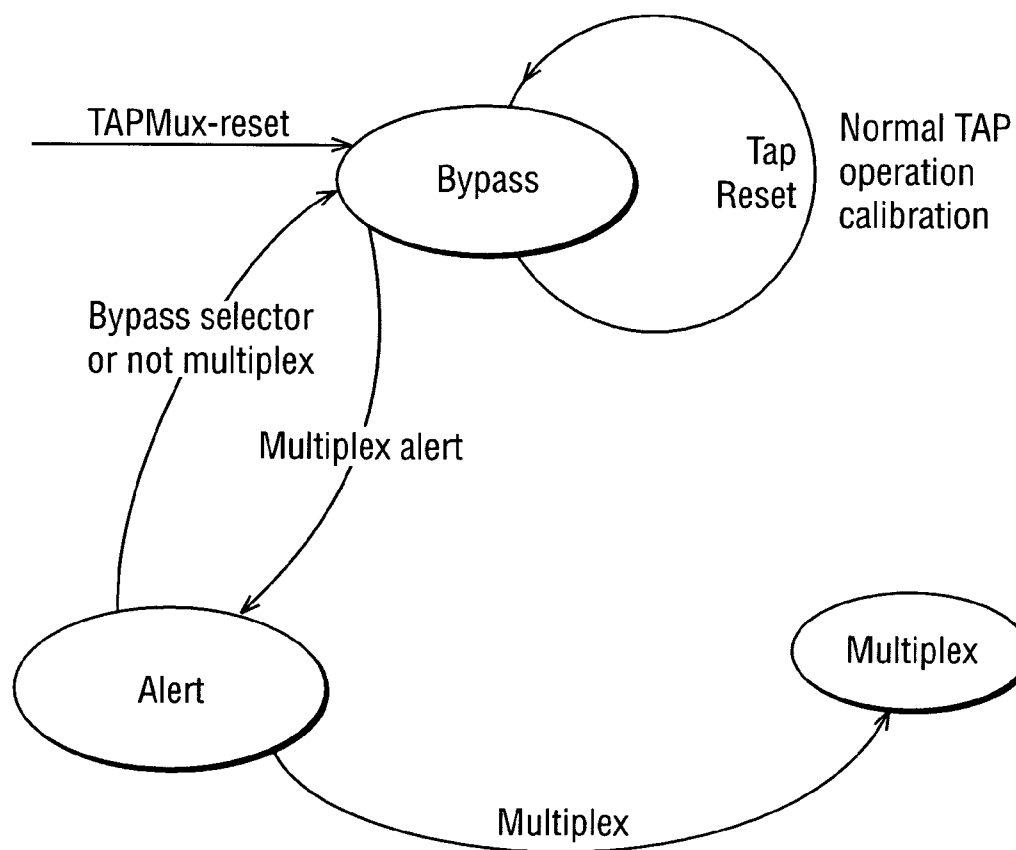 TAPMux-reset
Bypass
Tap
Reset
Normal TAP
operation
calibration
Bypass selector
or not multiplex
Multiplex alert
Alert
Multiplex
Multiplex